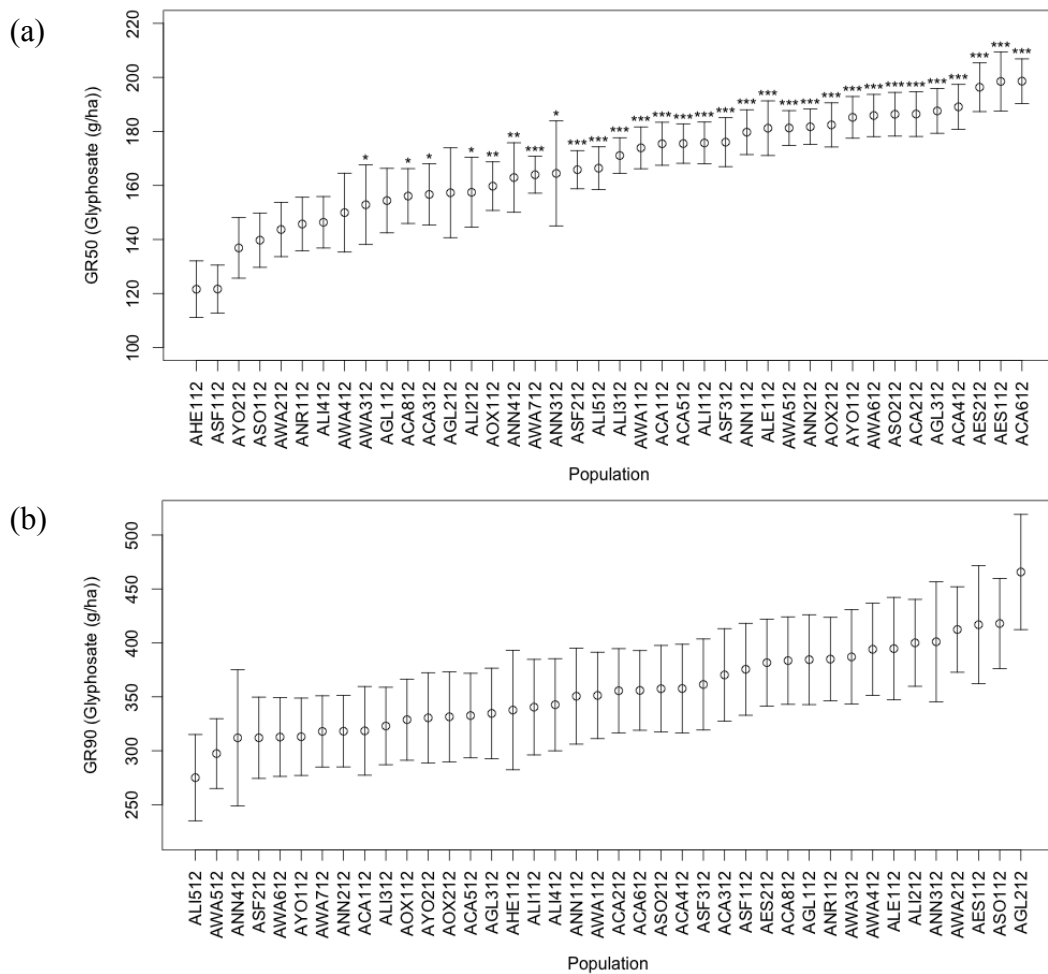 (a)
GR50 (Glyphosate (g/ha))
220
200
180
160
140
120
100
* * * * ** ** *** * *** *** *** *** *** *** *** *** *** *** *** *** *** *** *** *** *** *** *** *** *** ***
AHE112
ASF112
AYO212
ASO112
AWA212
ANR112
ALI412
AWA412
AWA312
AGL112
ACA812
ACA312
AGL212
ALI212
AOX112
ANN412
AWA712
ANN312
ASF212
ALI512
ALI312
AWA112
ACA112
ACA512
ALI112
ASF312
ANN112
ALE112
AWA512
ANN212
AOX212
AYO112
AWA612
ASO212
ACA212
AGL312
ACA412
AES212
AES112
ACA612
Population
(b)
GR90 (Glyphosate (g/ha))
500
450
400
350
300
250
ALI512
AWA512
ANN412
ASF212
AWA612
AYO112
AWA712
ANN212
ACA112
ALI312
AOX112
AYO212
AOX212
ACA512
AGL312
AHE112
ALI112
ALI412
ANN112
AWA112
ACA212
ACA612
ASO212
ACA412
ASF312
ACA312
ASF112
AES212
ACA812
AGL112
ANR112
AWA312
AWA412
ALE112
ALI212
ANN312
AWA212
AES112
ASO112
AGL212
Population